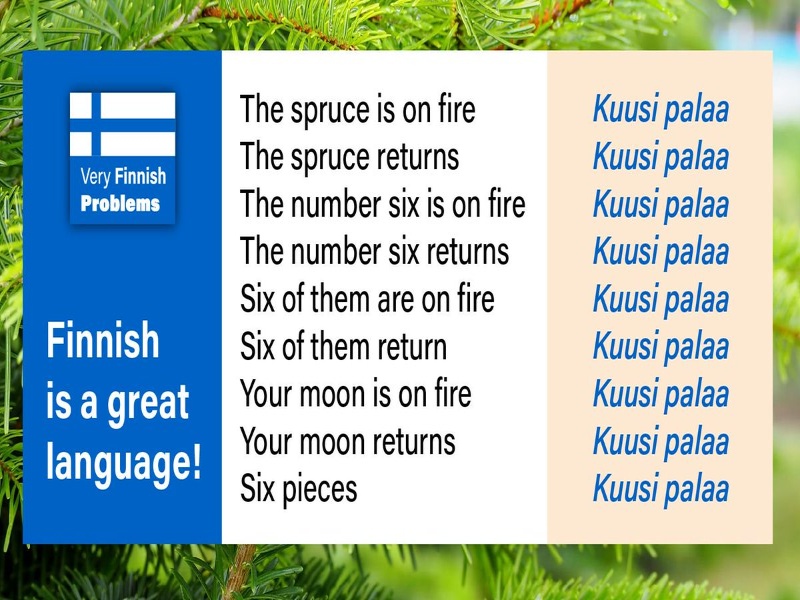 Very Finnish
Problems
Finnish
is a great
language!
The spruce is on fire Kuusi palaa
The spruce returns Kuusi palaa
The number six is on fire Kuusi palaa
The number six returns Kuusi palaa
Six of them are on fire Kuusi palaa
Six of them return Kuusi palaa
Your moon is on fire Kuusi palaa
Your moon returns Kuusi palaa
Six pieces Kuusi palaa